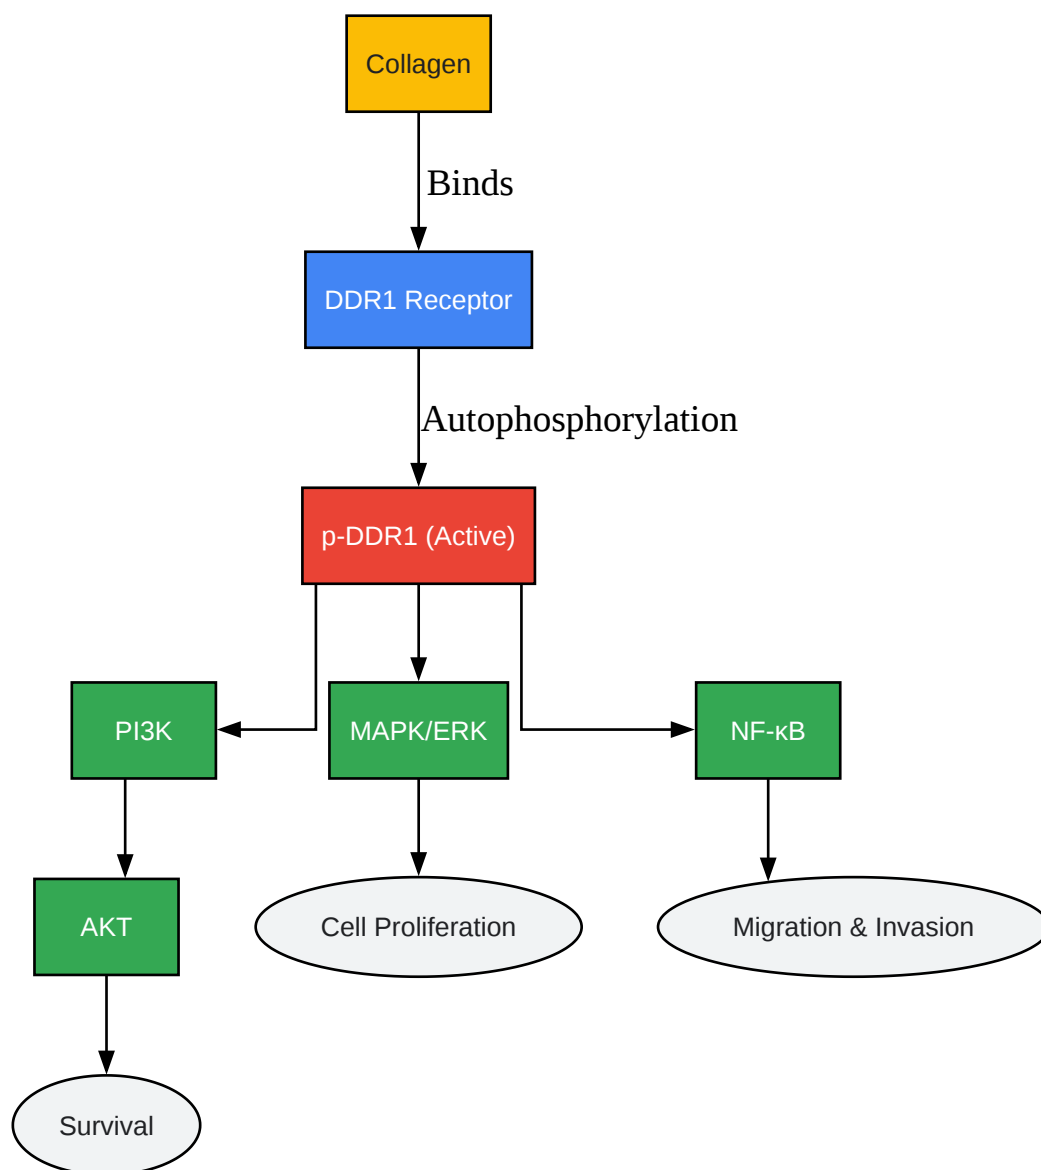 Collagen
Binds
DDR1 Receptor
Autophosphorylation
p-DDR1 (Active)
PI3K
MAPK/ERK
NF-κB
AKT
Cell Proliferation
Migration & Invasion
Survival